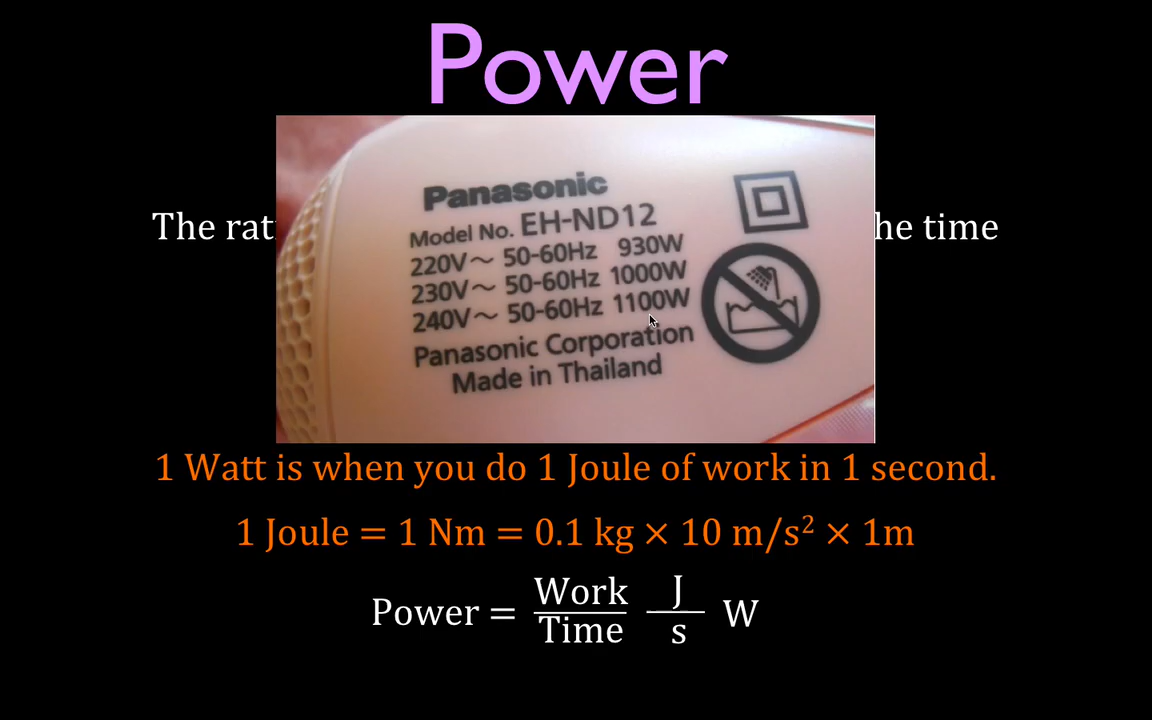 Power
The rat
he time
Panasonic
Model No. EH-ND12
220V～ 50-60Hz 930W
230V～ 50-60Hz 1000W
240V～ 50-60Hz 1100W
Panasonic Corporation
Made in Thailand
1 Watt is when you do 1 Joule of work in 1 second.
1 Joule = 1 Nm = 0.1 kg × 10 m/s² × 1m
Power = Work/Time J/s W